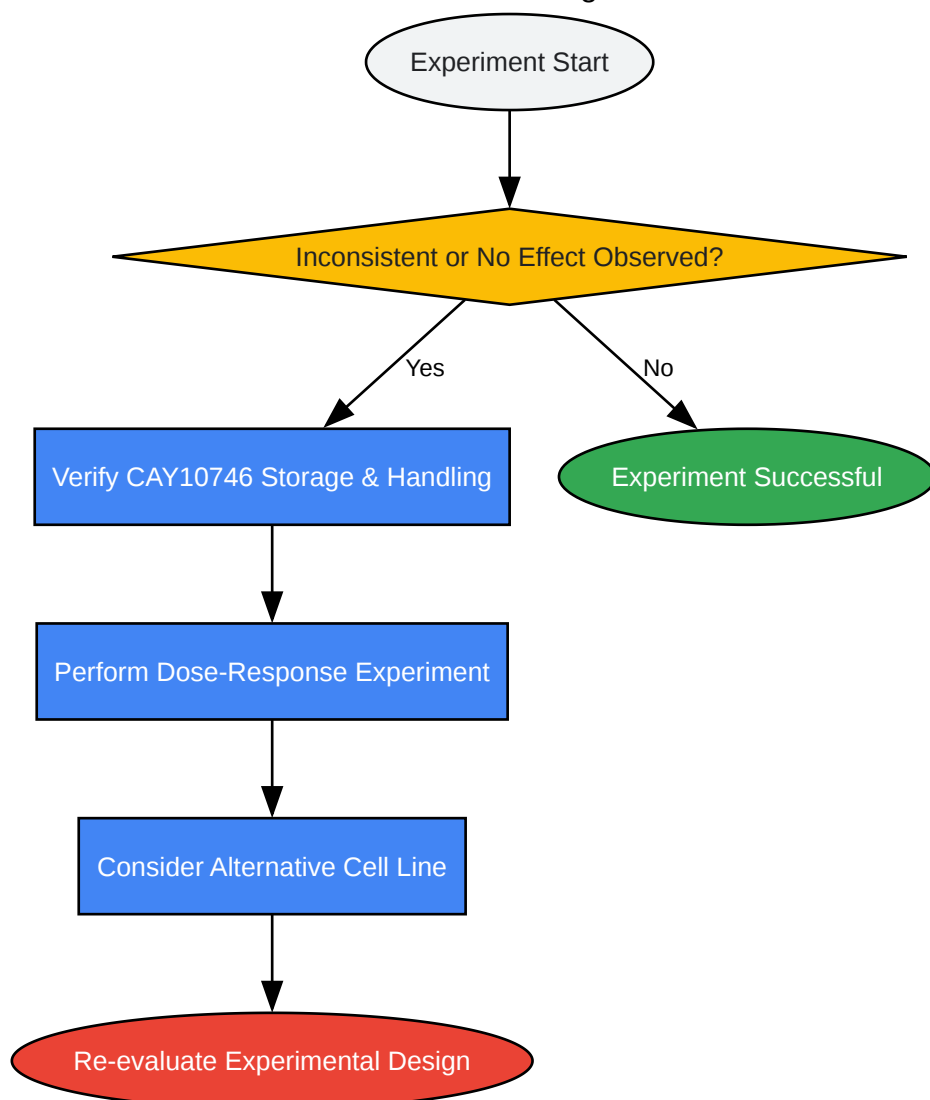 Experiment Start
Inconsistent or No Effect Observed?
Yes
No
Verify CAY10746 Storage & Handling
Experiment Successful
Perform Dose-Response Experiment
Consider Alternative Cell Line
Re-evaluate Experimental Design